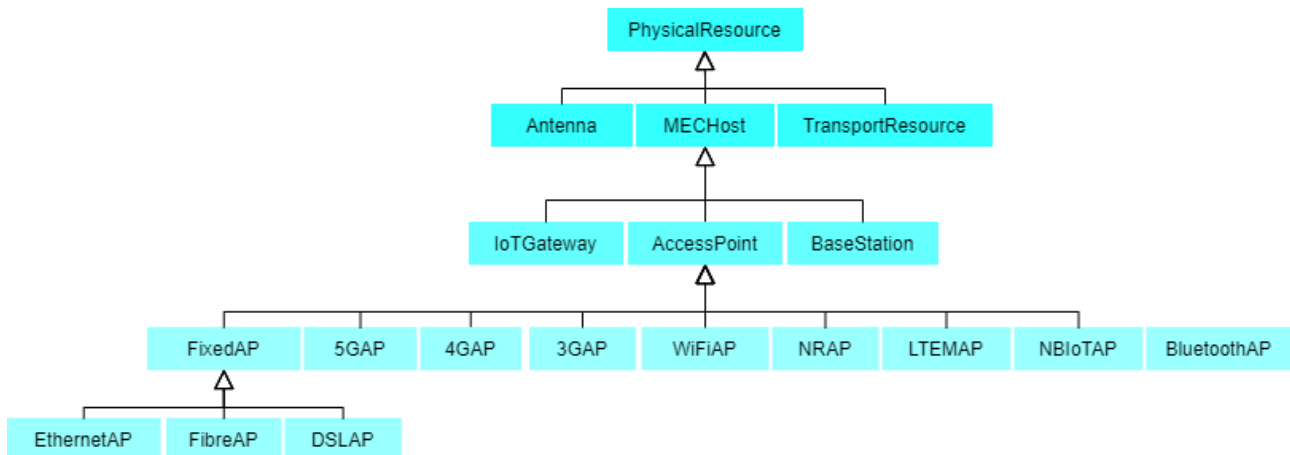 PhysicalResource
Antenna MECHost TransportResource
IoTGateway AccessPoint BaseStation
FixedAP 5GAP 4GAP 3GAP WiFiAP NRAP LTEMAP NBIoTAP BluetoothAP
EthernetAP FibreAP DSLAP